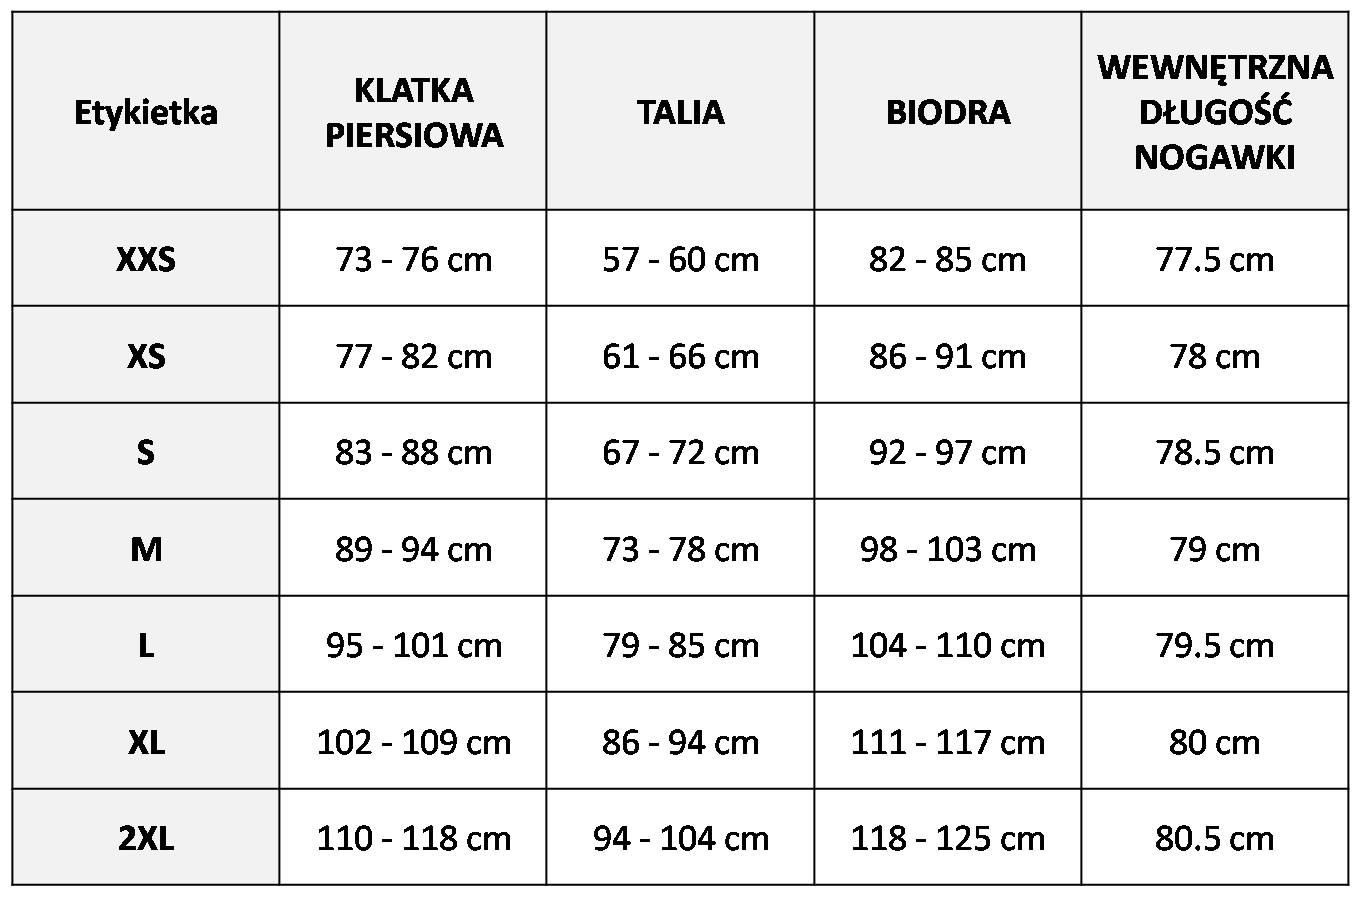 Etykietka
KLATKA
PIERSIOWA
TALIA
BIODRA
WEWNĘTRZNA
DŁUGOŚĆ
NOGAWKI
XXS 73 - 76 cm 57 - 60 cm 82 - 85 cm 77.5 cm
XS 77 - 82 cm 61 - 66 cm 86 - 91 cm 78 cm
S 83 - 88 cm 67 - 72 cm 92 - 97 cm 78.5 cm
M 89 - 94 cm 73 - 78 cm 98 - 103 cm 79 cm
L 95 - 101 cm 79 - 85 cm 104 - 110 cm 79.5 cm
XL 102 - 109 cm 86 - 94 cm 111 - 117 cm 80 cm
2XL 110 - 118 cm 94 - 104 cm 118 - 125 cm 80.5 cm